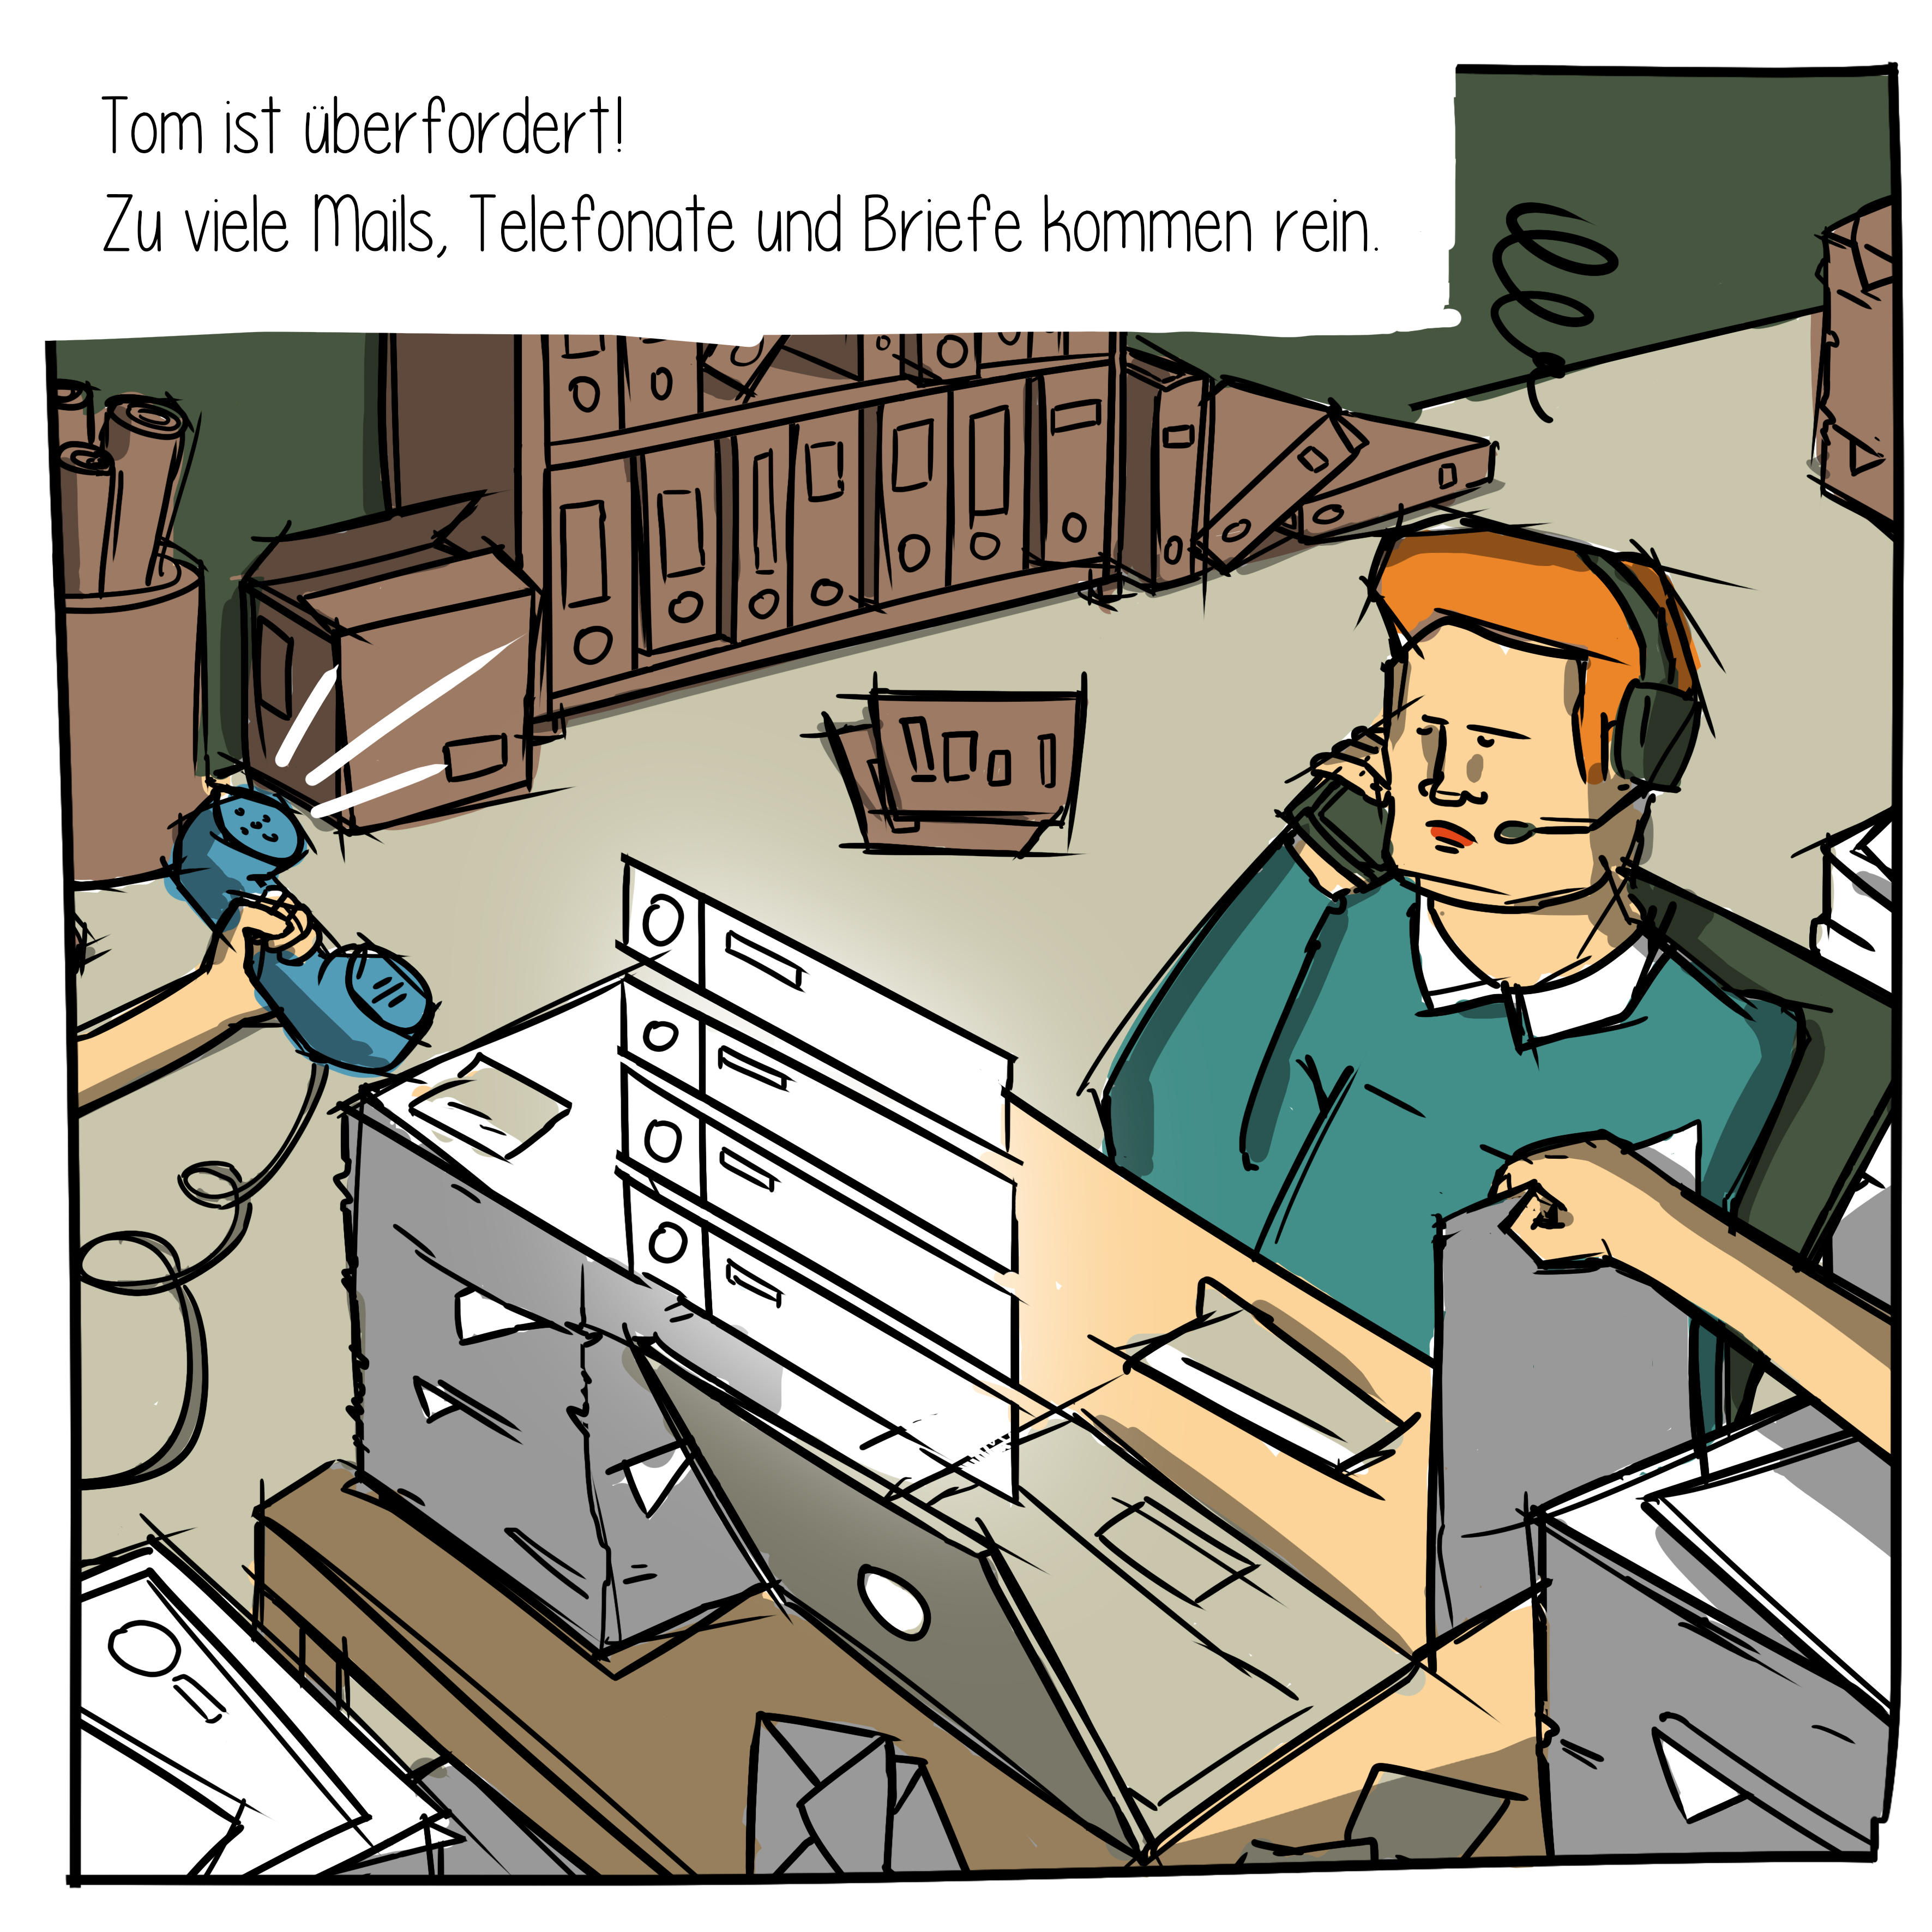 Tom ist überfordert!
Zu viele Mails, Telefonate und Briefe kommen rein.